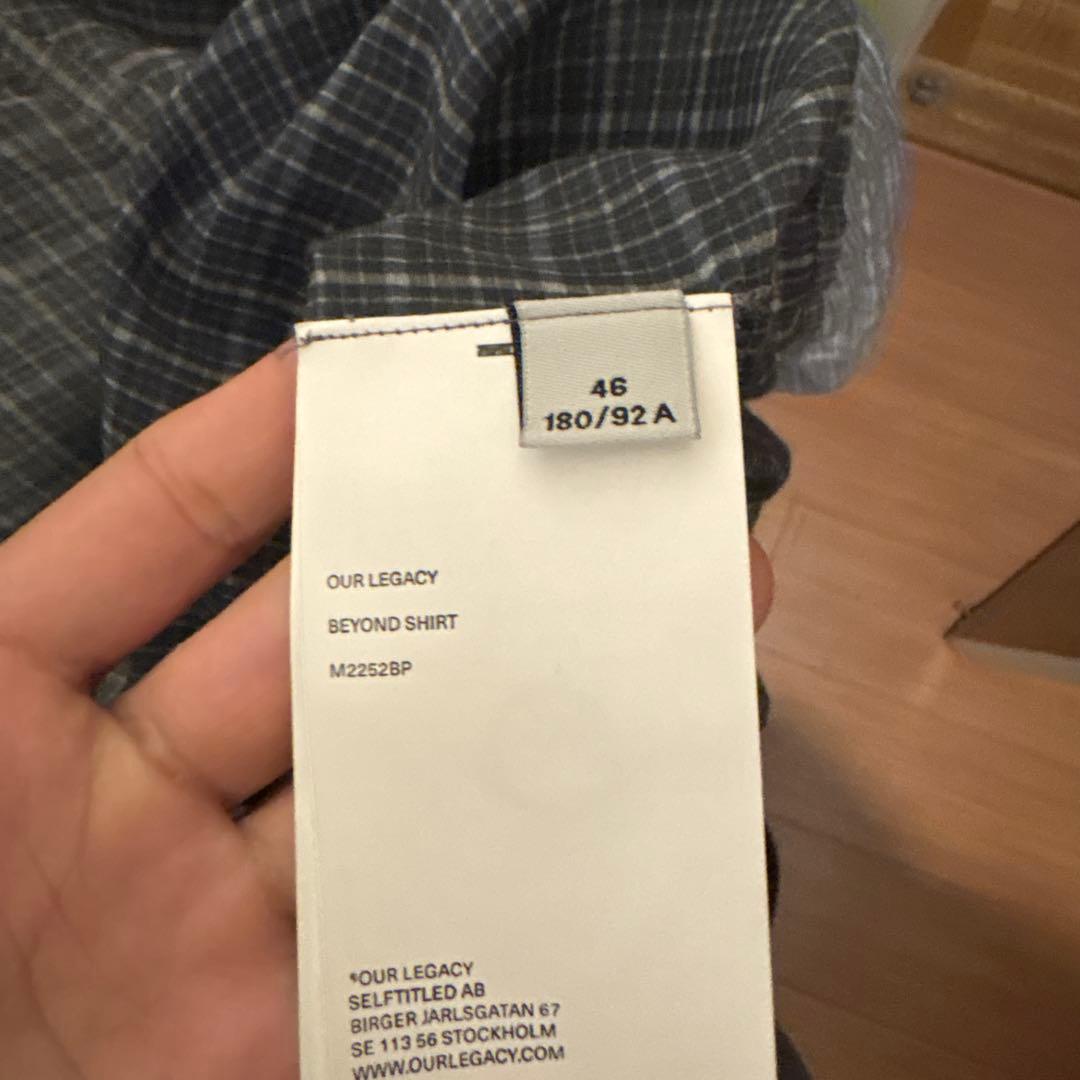 46
180/92 A
OUR LEGACY
BEYOND SHIRT
M2252BP
*OUR LEGACY
SELFTITLED AB
BIRGER JARLSGATAN 67
SE 113 56 STOCKHOLM
WWW.OURLEGACY.COM